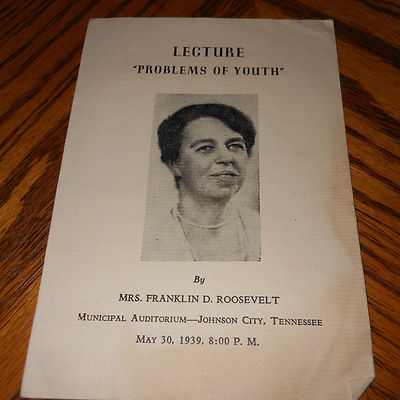 LECTURE
"PROBLEMS OF YOUTH"
By
MRS. FRANKLIN D. ROOSEVELT
MUNICIPAL AUDITORIUM—JOHNSON CITY, TENNESSEE
MAY 30, 1939, 8:00 P. M.